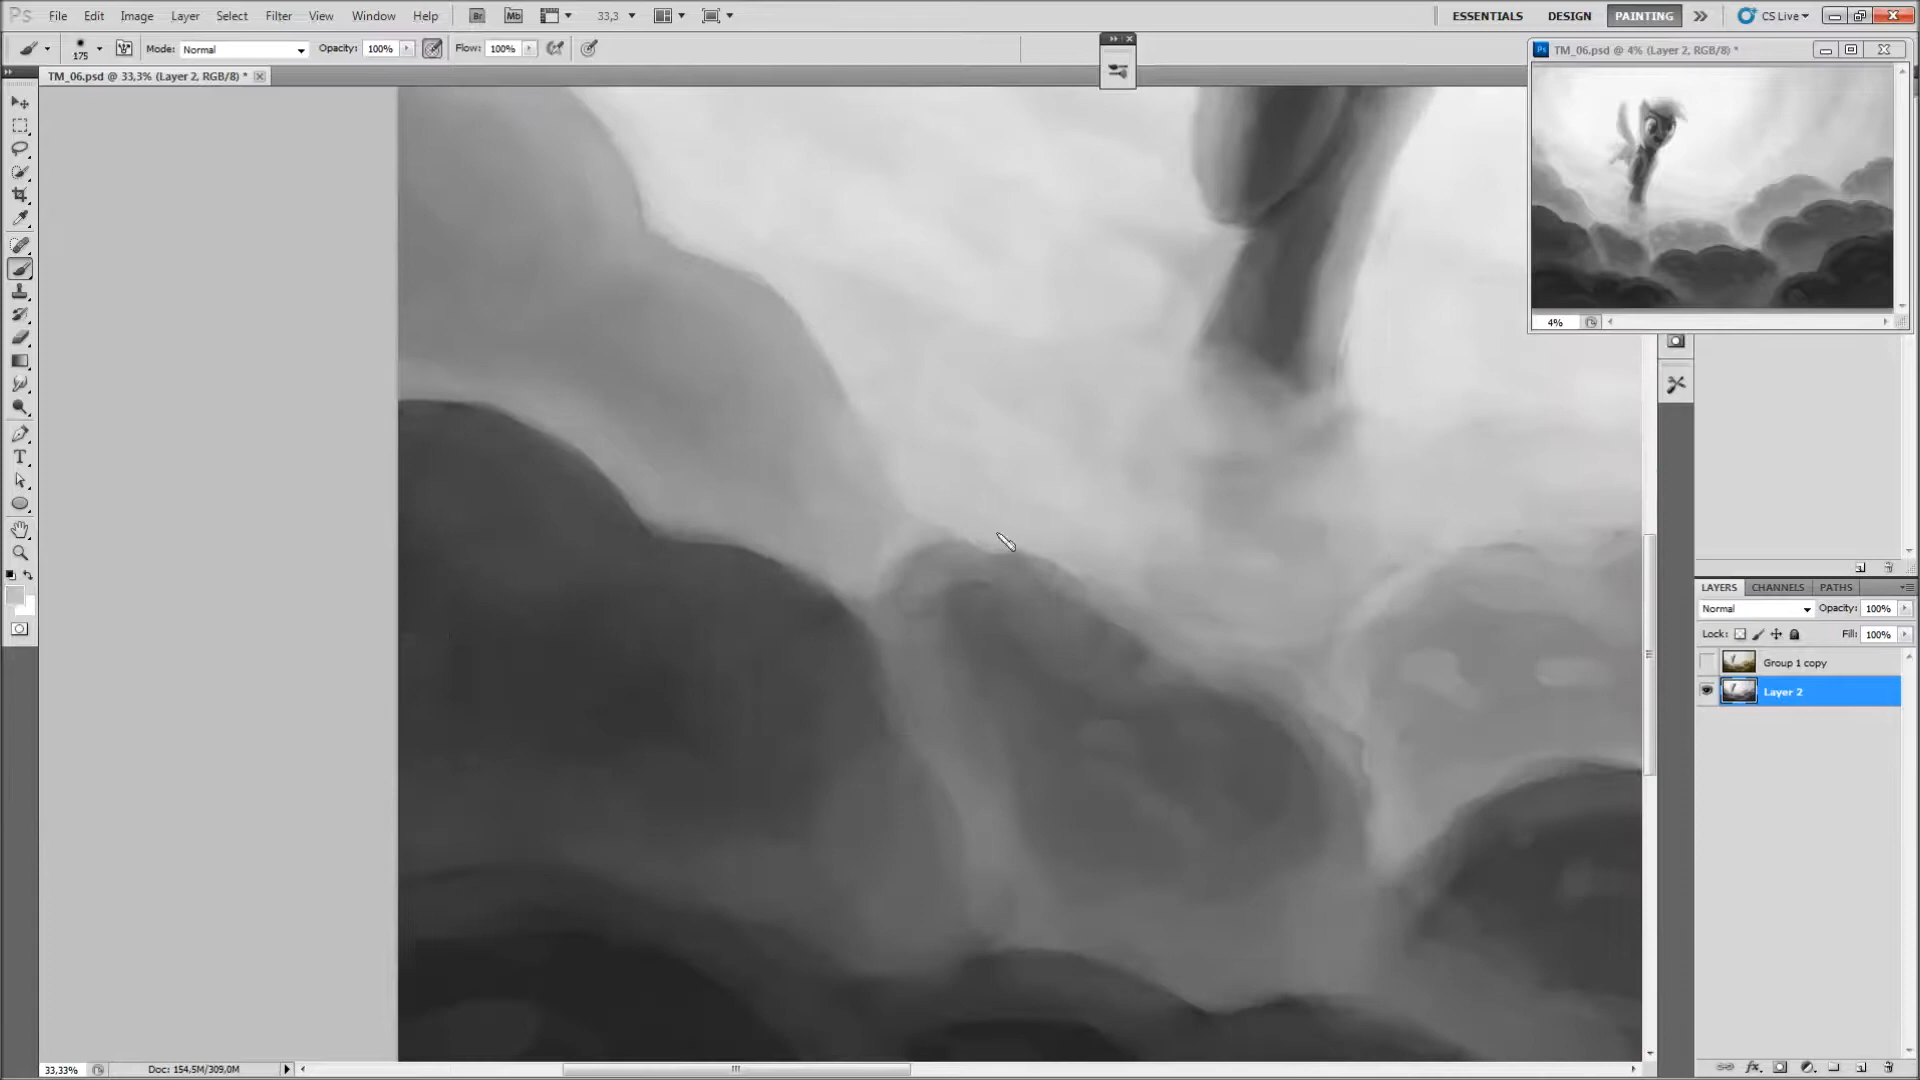 Ps File Edit Image Layer Select Filter View Window Help Br Mb 33,3 ESSENTIALS DESIGN PAINTING CS Live
175 Mode: Normal Opacity: 100% Flow: 100%
Ps TM_06.psd @ 4% (Layer 2, RGB/8) *
TM_06.psd @ 33,3% (Layer 2, RGB/8) *
4%
T
LAYERS CHANNELS PATHS
Normal Opacity: 100%
Lock: Fill: 100%
Group 1 copy
Layer 2
33,33% Doc: 154,5M/309,0M fx